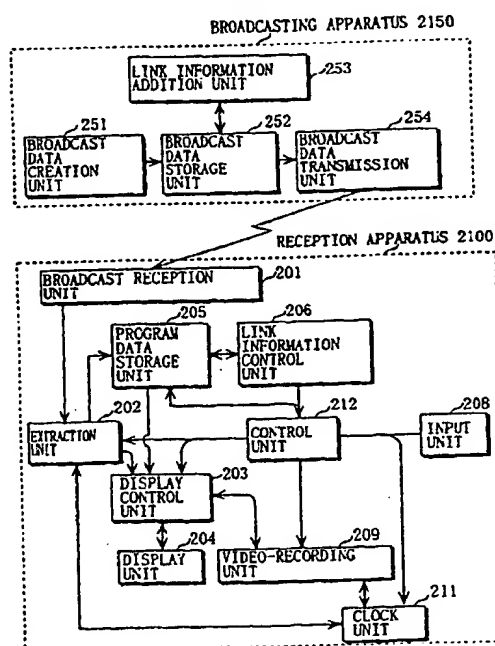 BROADCASTING APPARATUS 2150
LINK INFORMATION
ADDITION UNIT
253
251
BROADCAST
DATA
CREATION
UNIT
252
BROADCAST
DATA
STORAGE
UNIT
254
BROADCAST
DATA
TRANSMISSION
UNIT
RECEPTION APPARATUS 2100
BROADCAST RECEPTION
UNIT
201
205
PROGRAM
DATA
STORAGE
UNIT
206
LINK
INFORMATION
CONTROL
UNIT
202
EXTRACTION
UNIT
212
CONTROL
UNIT
208
INPUT
UNIT
203
DISPLAY
CONTROL
UNIT
204
DISPLAY
UNIT
209
VIDEO-RECORDING
UNIT
211
CLOCK
UNIT